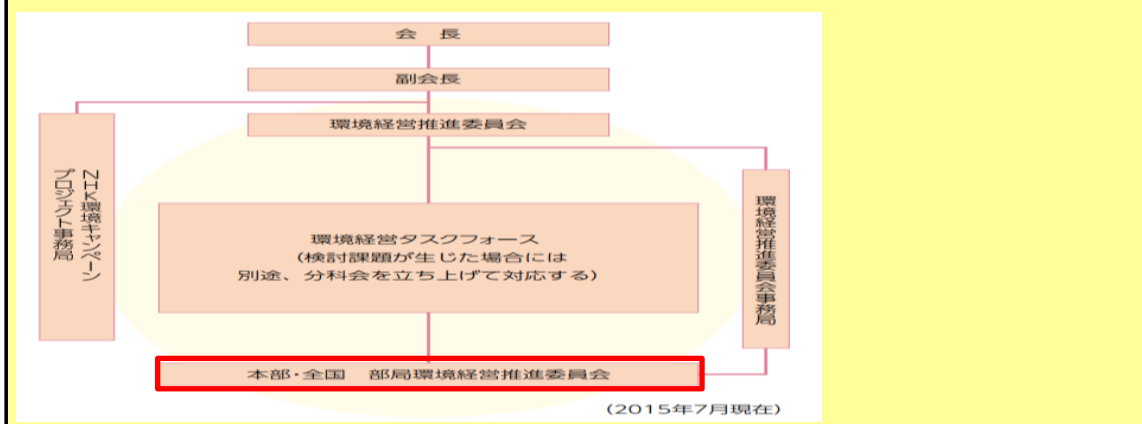 会　長
副会長
環境経営推進委員会
NHK環境キャンペーン
プロジェクト事務局
環境経営タスクフォース
(検討課題が生じた場合には
別途、分科会を立ち上げて対応する)
環境経営推進委員会事務局
本部・全国　部局環境経営推進委員会
(2015年7月現在)